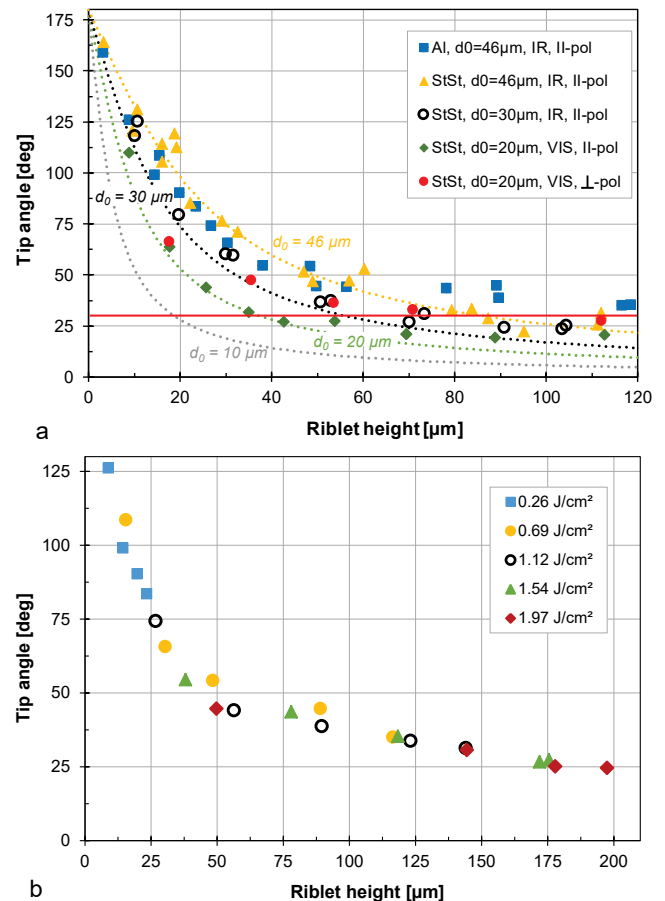 175
150
125
100
75
50
25
0
Tip angle [deg]
Al, d0=46µm, IR, II-pol
StSt, d0=46µm, IR, II-pol
StSt, d0=30µm, IR, II-pol
StSt, d0=20µm, VIS, II-pol
StSt, d0=20µm, VIS, ⊥-pol
d₀ = 30 µm
d₀ = 46 µm
d₀ = 20 µm
d₀ = 10 µm
0 20 40 60 80 100 120
Riblet height [µm]
a
125
100
75
50
25
0
Tip angle [deg]
0.26 J/cm²
0.69 J/cm²
1.12 J/cm²
1.54 J/cm²
1.97 J/cm²
0 25 50 75 100 125 150 175 200
Riblet height [µm]
b